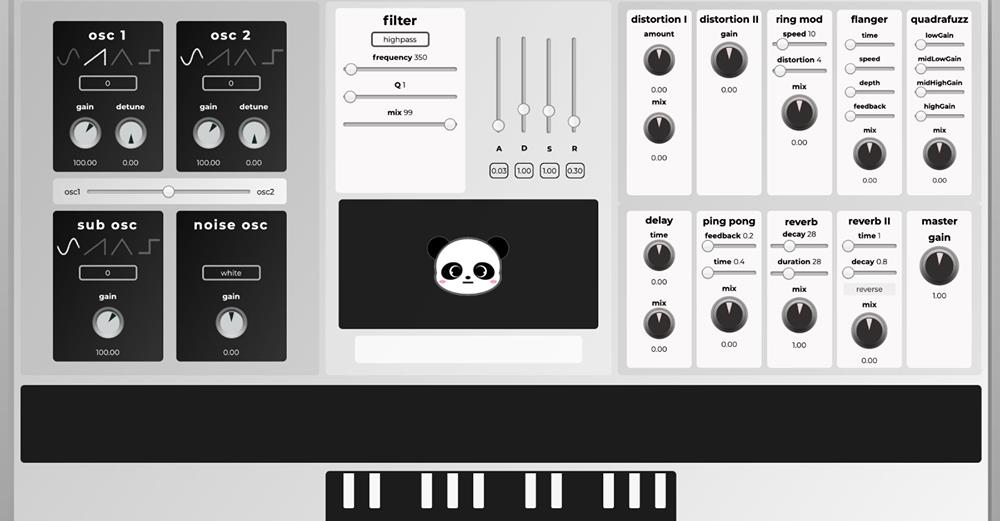 osc 1
0
gain detune
100.00 0.00
osc 2
0
gain detune
100.00 0.00
osc1 osc2
sub osc
0
gain
100.00
noise osc
white
gain
0.00
filter
highpass
frequency 350
Q 1
mix 99
A D S R
0.03 1.00 1.00 0.30
distortion I
amount
0.00
mix
0.00
distortion II
gain
0.00
ring mod
speed 10
distortion 4
mix
0.00
flanger
time
speed
depth
feedback
mix
0.00
quadrafuzz
lowGain
midLowGain
midHighGain
highGain
mix
0.00
delay
time
0.00
mix
0.00
ping pong
feedback 0.2
time 0.4
mix
0.00
reverb
decay 28
duration 28
mix
1.00
reverb II
time 1
decay 0.8
reverse
mix
0.00
master
gain
1.00